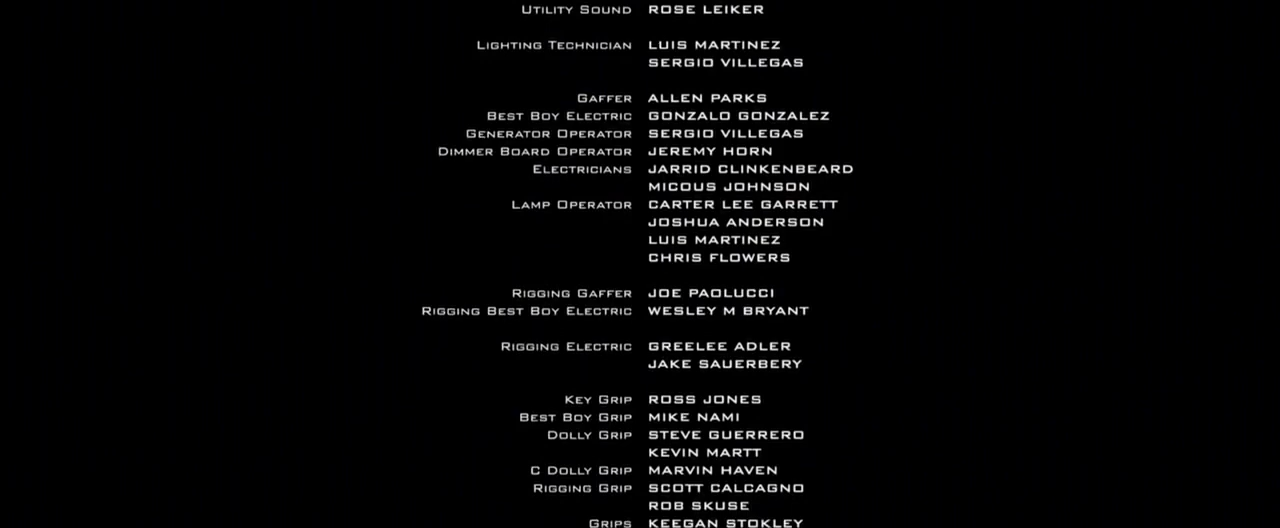 Utility Sound ROSE LEIKER
Lighting Technician LUIS MARTINEZ
SERGIO VILLEGAS
Gaffer ALLEN PARKS
Best Boy Electric GONZALO GONZALEZ
Generator Operator SERGIO VILLEGAS
Dimmer Board Operator JEREMY HORN
Electricians JARRID CLINKENBEARD
MICOUS JOHNSON
Lamp Operator CARTER LEE GARRETT
JOSHUA ANDERSON
LUIS MARTINEZ
CHRIS FLOWERS
Rigging Gaffer JOE PAOLUCCI
Rigging Best Boy Electric WESLEY M BRYANT
Rigging Electric GREELEE ADLER
JAKE SAUERBERY
Key Grip ROSS JONES
Best Boy Grip MIKE NAMI
Dolly Grip STEVE GUERRERO
KEVIN MARTT
C Dolly Grip MARVIN HAVEN
Rigging Grip SCOTT CALCAGNO
ROB SKUSE
Grips KEEGAN STOKLEY